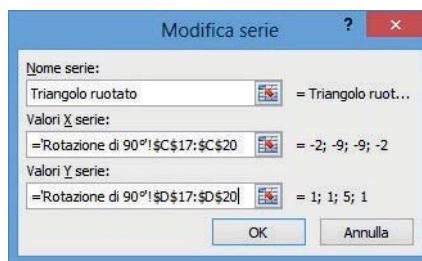 Modifica serie ? ×
Nome serie:
Triangolo ruotato = Triangolo ruot...
Valori X serie:
='Rotazione di 90°'!$C$17:$C$20 = -2; -9; -9; -2
Valori Y serie:
='Rotazione di 90°'!$D$17:$D$20 = 1; 1; 5; 1
OK Annulla